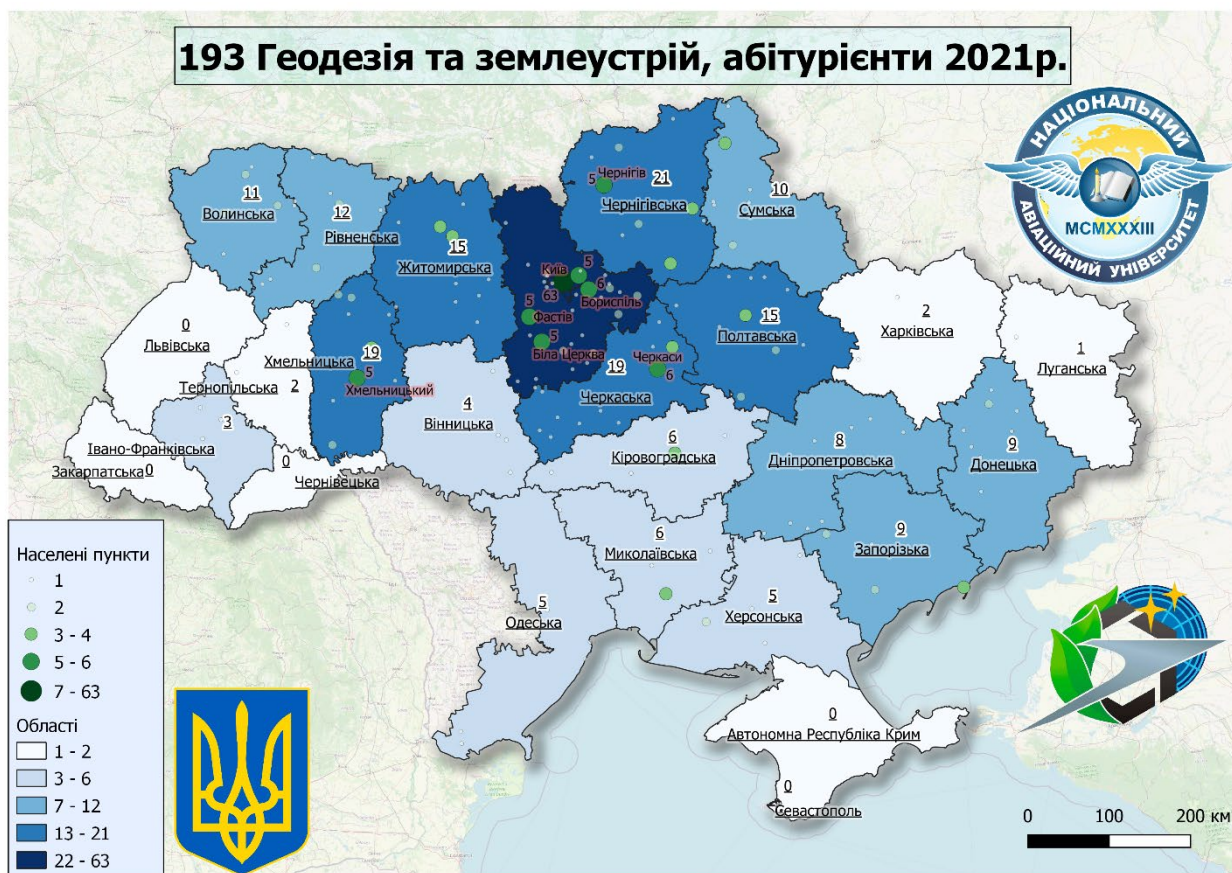 193 Геодезія та землеустрій, абітурієнти 2021р.
НАЦІОНАЛЬНИЙ
MCMXXXIII
АВІАЦІЙНИЙ УНІВЕРСИТЕТ
11
Волинська
12
Рівненська
15
Житомирська
5
Чернігів
21
Чернігівська
10
Сумська
Київ
63
5
6
Бориспіль
5
Фастів
5
Біла Церква
0
Львівська
Тернопільська
2
Хмельницька
19
5
Хмельницький
4
Вінницька
19
Черкаська
Черкаси
6
15
Полтавська
2
Харківська
1
Луганська
3
Івано-Франківська
Закарпатська
0
0
Чернівецька
6
Кіровоградська
8
Дніпропетровська
9
Донецька
9
Запорізька
6
Миколаївська
5
Одеська
5
Херсонська
0
Автономна Республіка Крим
0
Севастополь
Населені пункти
1
2
3 - 4
5 - 6
7 - 63
Області
1 - 2
3 - 6
7 - 12
13 - 21
22 - 63
0 100 200 км